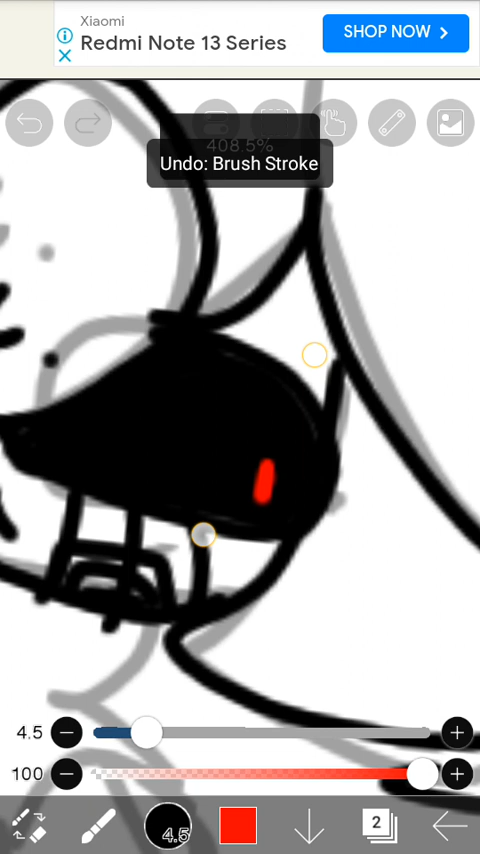 Xiaomi
Redmi Note 13 Series
SHOP NOW
408.5%
Undo: Brush Stroke
4.5
100
4.5
2